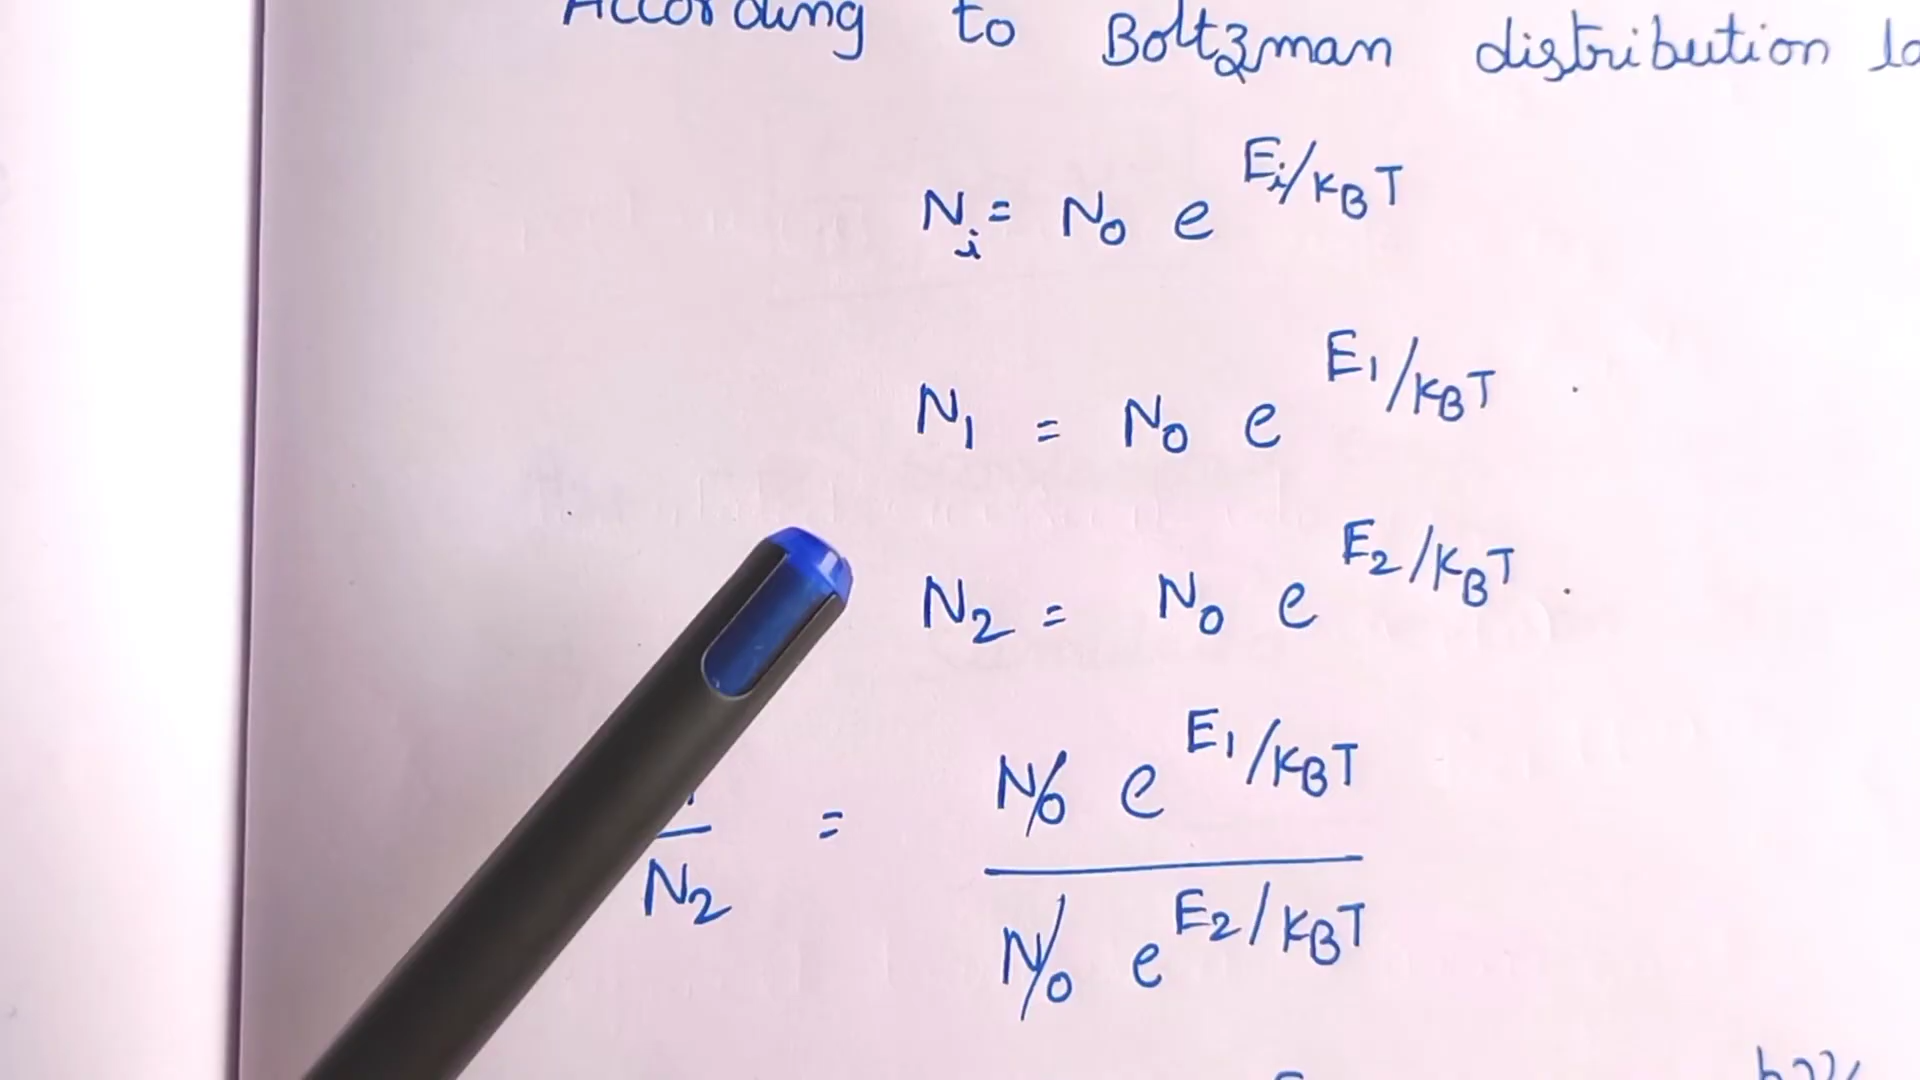 According to Boltzman distribution
Ni = N0 e Ei/KBT
N1 = N0 e E1/KBT
N2 = N0 e E2/KBT
N2 = N0 e E1/KBT
N0 e E2/KBT